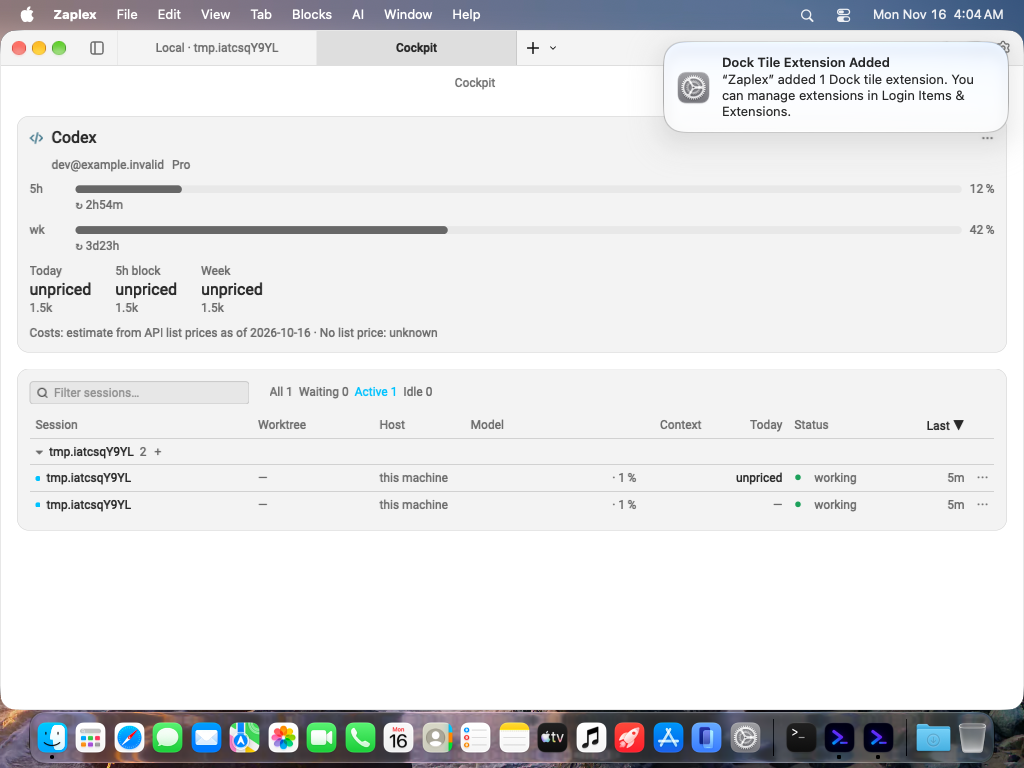 Zaplex File Edit View Tab Blocks AI Window Help Mon Nov 16 4:04 AM
Local · tmp.iatcsqY9YL Cockpit
Cockpit
Dock Tile Extension Added
“Zaplex” added 1 Dock tile extension. You
can manage extensions in Login Items &
Extensions.
Codex
dev@example.invalid Pro
5h 12 %
↻ 2h54m
wk 42 %
↻ 3d23h
Today 5h block Week
unpriced unpriced unpriced
1.5k 1.5k 1.5k
Costs: estimate from API list prices as of 2026-10-16 · No list price: unknown
Filter sessions... All 1 Waiting 0 Active 1 Idle 0
Session Worktree Host Model Context Today Status Last ▼
tmp.iatcsqY9YL 2 +
tmp.iatcsqY9YL — this machine · 1 % unpriced working 5m ···
tmp.iatcsqY9YL — this machine · 1 % — working 5m ···
Mon
16
tv